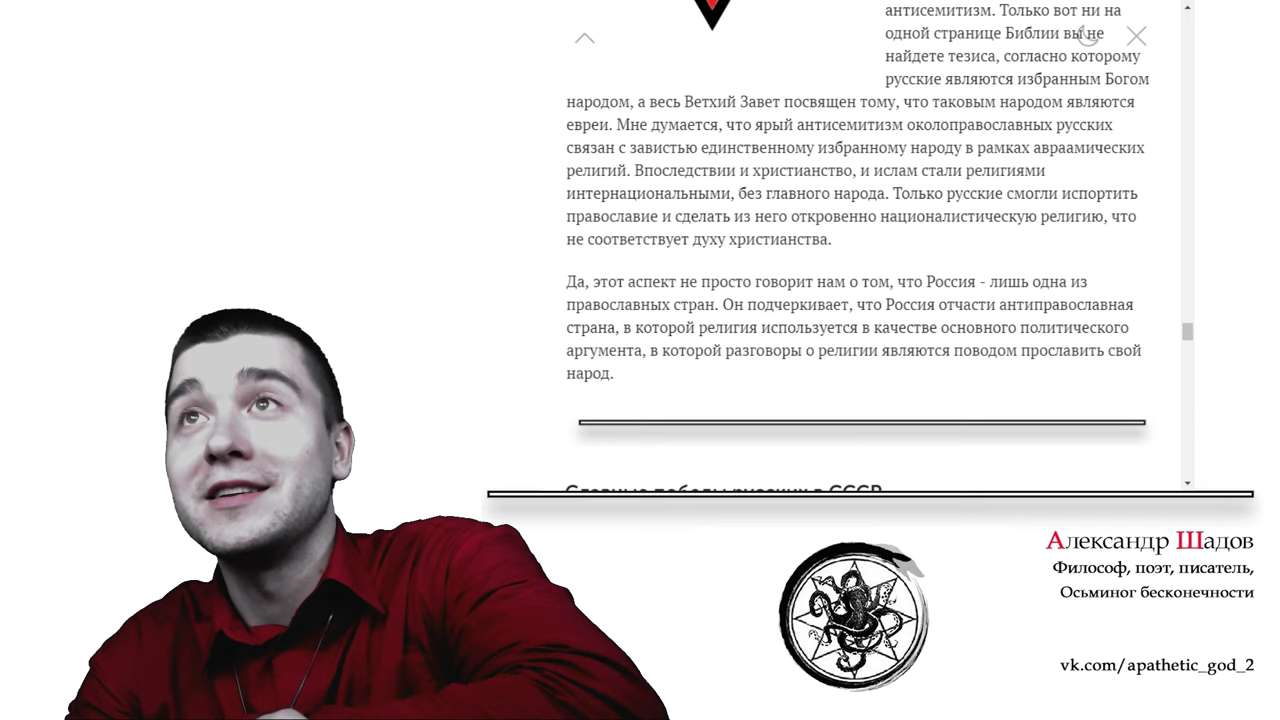 антисемитизм. Только вот ни на
одной странице Библии вы не
найдете тезиса, согласно которому
русские являются избранным Богом
народом, а весь Ветхий Завет посвящен тому, что таковым народом являются
евреи. Мне думается, что ярый антисемитизм околоправославных русских
связан с завистью единственному избранному народу в рамках авраамических
религий. Впоследствии и христианство, и ислам стали религиями
интернациональными, без главного народа. Только русские смогли испортить
православие и сделать из него откровенно националистическую религию, что
не соответствует духу христианства.
Да, этот аспект не просто говорит нам о том, что Россия - лишь одна из
православных стран. Он подчеркивает, что Россия отчасти антиправославная
страна, в которой религия используется в качестве основного политического
аргумента, в которой разговоры о религии являются поводом прославить свой
народ.
Славные победы русских в СССР
Александр Шадов
Философ, поэт, писатель,
Осьминог бесконечности
vk.com/apathetic_god_2